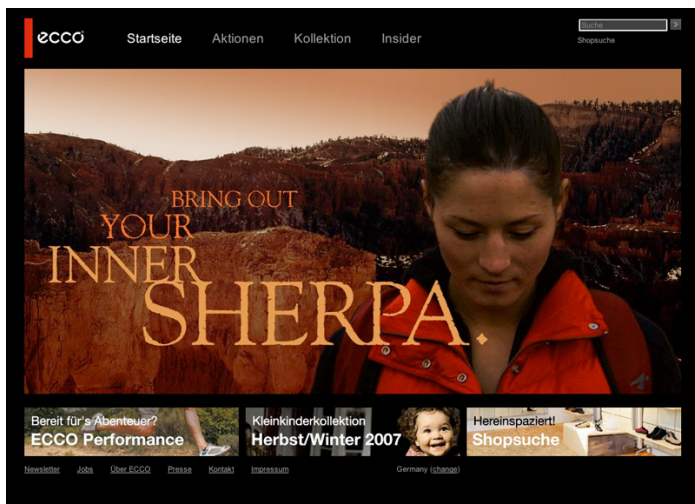 ecco
Startseite Aktionen Kollektion Insider
Suche
Shopsuche
BRING OUT
YOUR
INNER
SHERPA.
Bereit für's Abenteuer?
ECCO Performance
Kleinkinderkollektion
Herbst/Winter 2007
Hereinspaziert!
Shopsuche
Newsletter Jobs Über ECCO Presse Kontakt Impressum Germany (change)